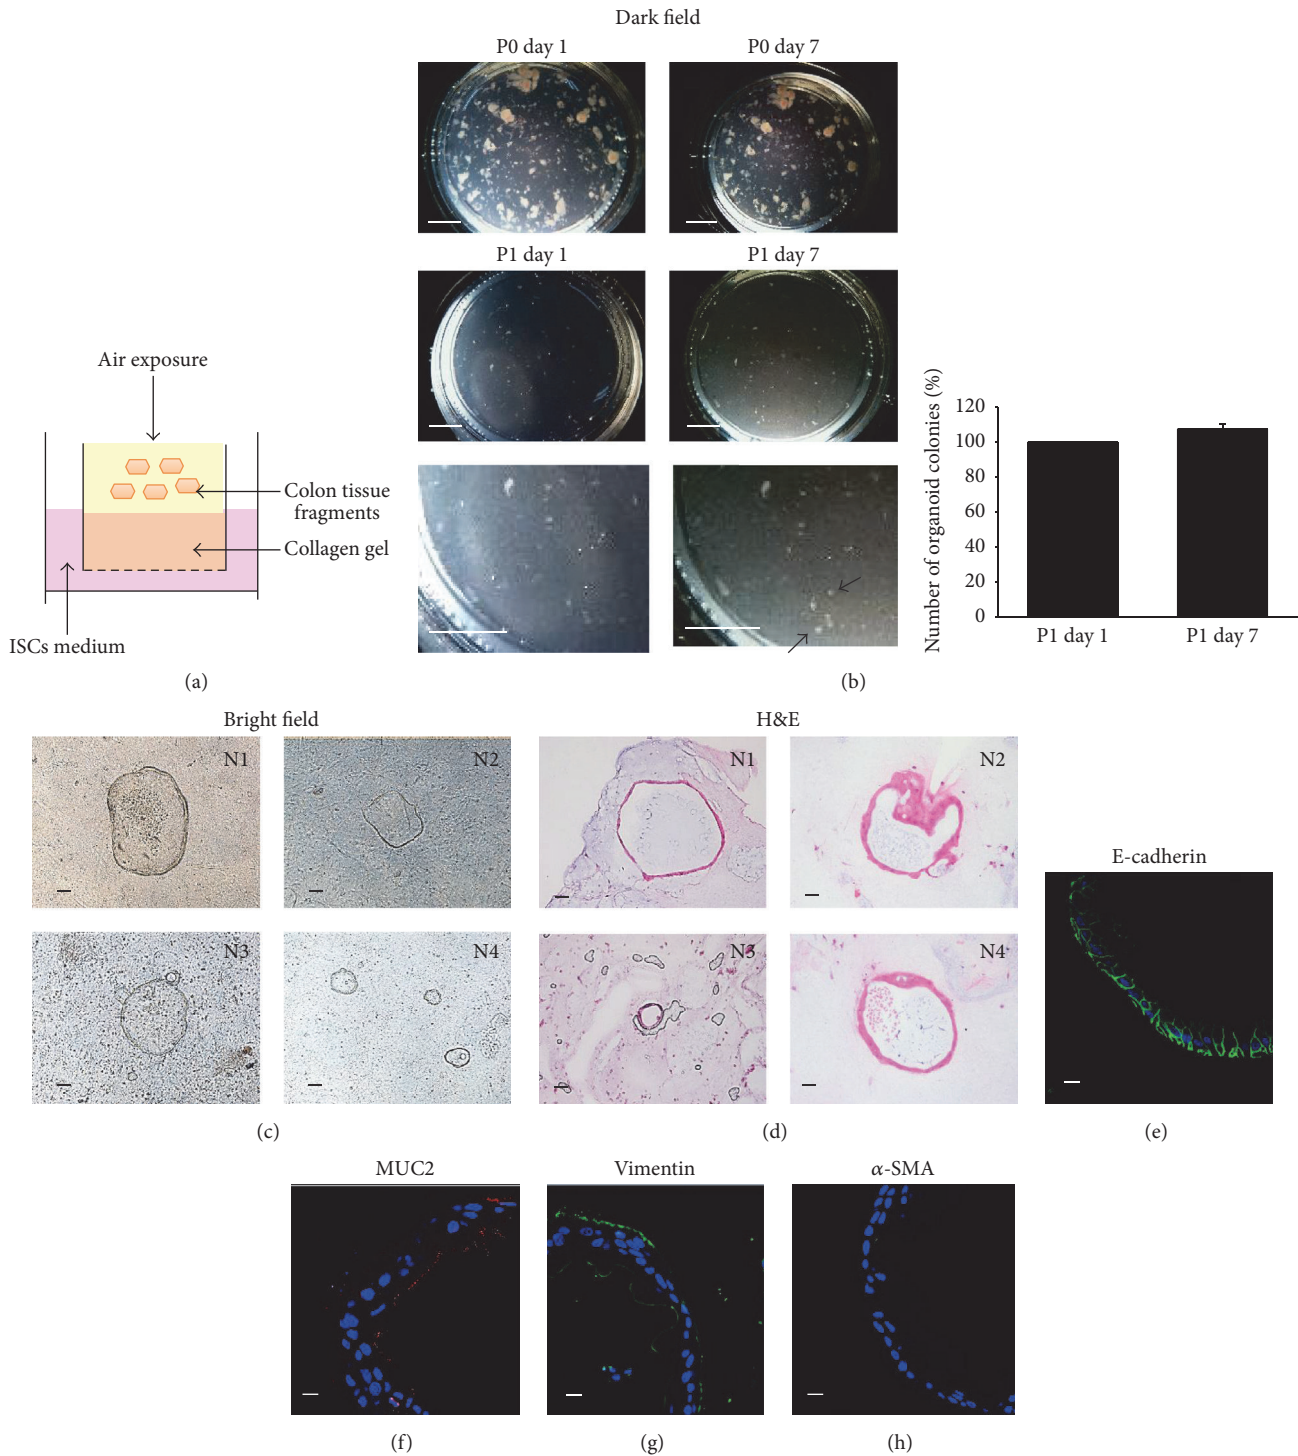 Dark field
P0 day 1
P0 day 7
P1 day 1
P1 day 7
Air exposure
Colon tissue
fragments
Collagen gel
ISCs medium
(a)
Number of organoid colonies (%)
120
100
80
60
40
20
0
P1 day 1
P1 day 7
(b)
Bright field
H&E
N1
N2
N1
N2
E-cadherin
N3
N4
N3
N4
(c)
(d)
(e)
MUC2
Vimentin
α-SMA
(f)
(g)
(h)